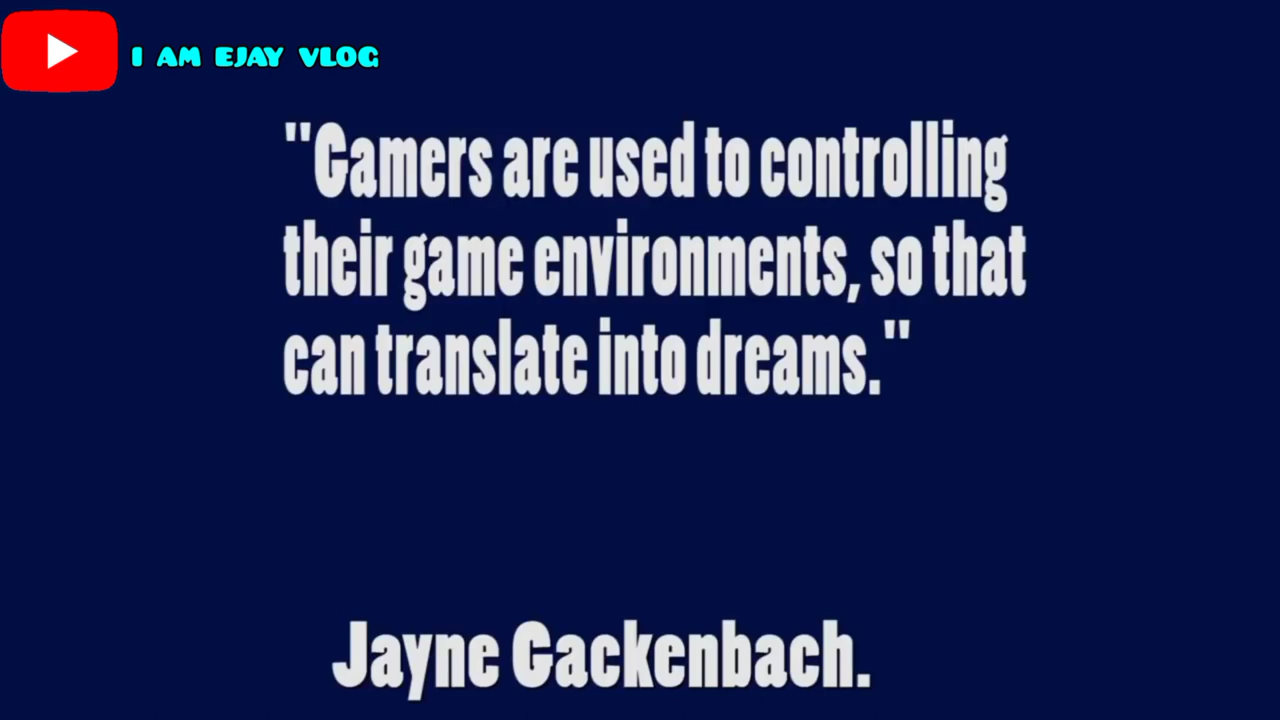 I AM EJAY VLOG
"Gamers are used to controlling
their game environments, so that
can translate into dreams."
Jayne Gackenbach.